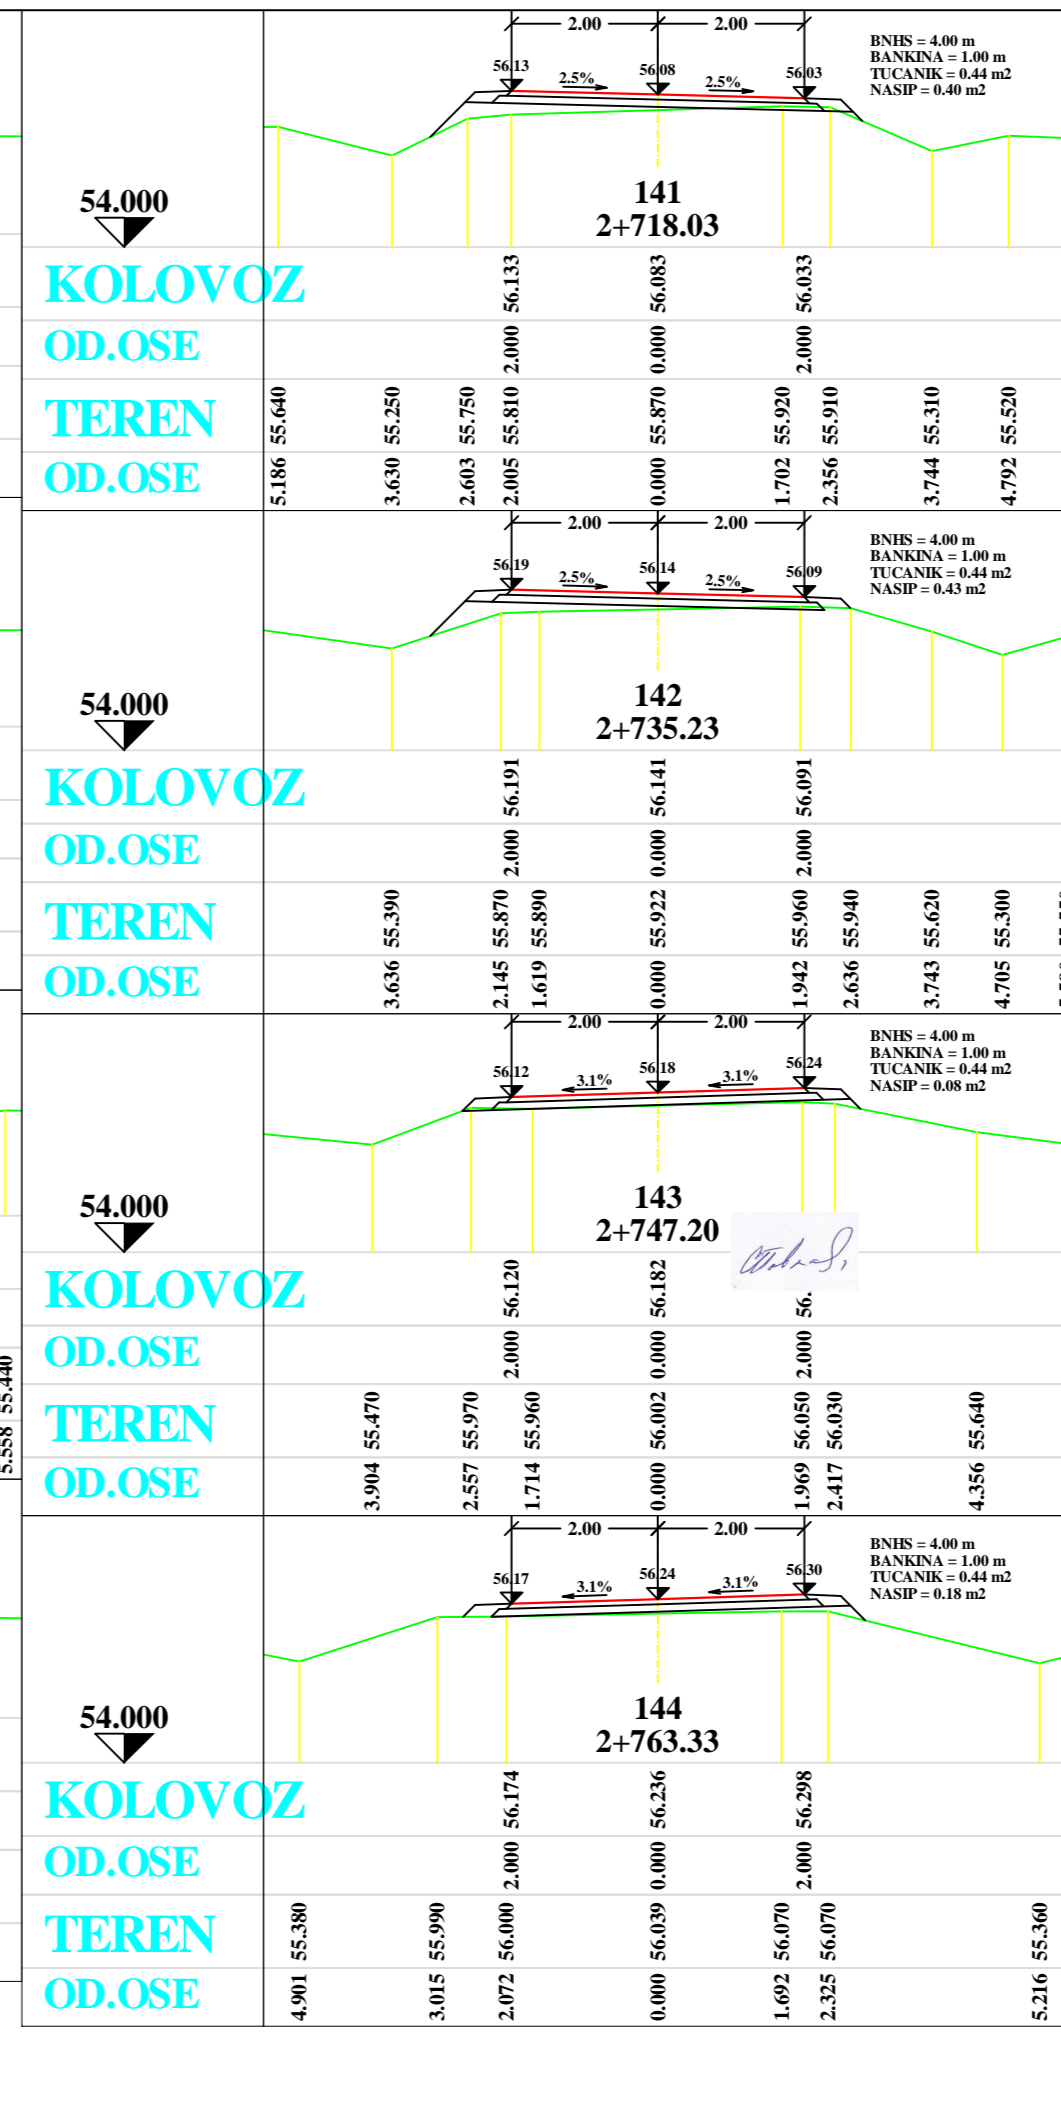 2.00 2.00
BNHS = 4.00 m
BANKINA = 1.00 m
TUCANIK = 0.44 m2
NASIP = 0.40 m2
56.13 2.5% 56.08 2.5% 56.03
54.000
141
2+718.03
KOLOVOZ 56.133 56.083 56.033
OD.OSE 2.000 0.000 2.000
TEREN 55.640 55.250 55.750 55.810 55.870 55.920 55.910 55.310 55.520
OD.OSE 5.186 3.630 2.603 2.005 0.000 1.702 2.356 3.744 4.792
2.00 2.00
BNHS = 4.00 m
BANKINA = 1.00 m
TUCANIK = 0.44 m2
NASIP = 0.43 m2
56.19 2.5% 56.14 2.5% 56.09
54.000
142
2+735.23
KOLOVOZ 56.191 56.141 56.091
OD.OSE 2.000 0.000 2.000
TEREN 55.390 55.870 55.890 55.922 55.960 55.940 55.620 55.300
OD.OSE 3.636 2.145 1.619 0.000 1.942 2.636 3.743 4.705
2.00 2.00
BNHS = 4.00 m
BANKINA = 1.00 m
TUCANIK = 0.44 m2
NASIP = 0.08 m2
56.12 3.1% 56.18 3.1% 56.24
54.000
143
2+747.20
KOLOVOZ 56.120 56.182 56.
OD.OSE 2.000 0.000 2.000
TEREN 55.470 55.970 55.960 56.002 56.050 56.030 55.640
OD.OSE 3.904 2.557 1.714 0.000 1.969 2.417 4.356
5.558 55.440
2.00 2.00
BNHS = 4.00 m
BANKINA = 1.00 m
TUCANIK = 0.44 m2
NASIP = 0.18 m2
56.17 3.1% 56.24 3.1% 56.30
54.000
144
2+763.33
KOLOVOZ 56.174 56.236 56.298
OD.OSE 2.000 0.000 2.000
TEREN 55.380 55.990 56.000 56.039 56.070 56.070 55.360
OD.OSE 4.901 3.015 2.072 0.000 1.692 2.325 5.216